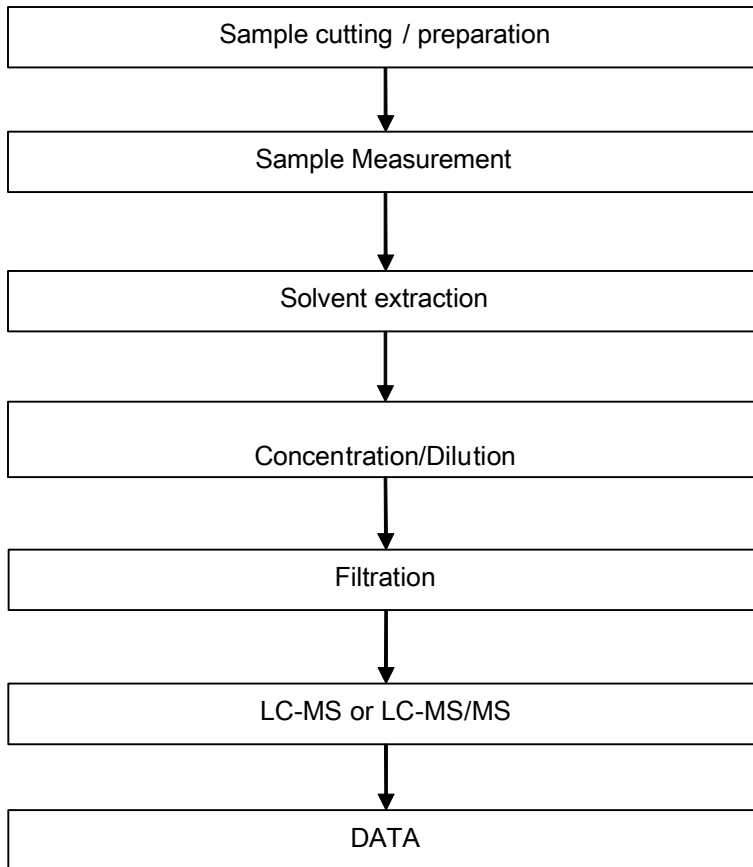 Sample cutting / preparation
Sample Measurement
Solvent extraction
Concentration/Dilution
Filtration
LC-MS or LC-MS/MS
DATA